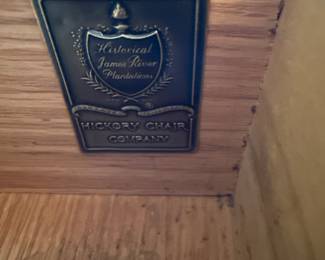 Historical
James River
Plantations
HICKORY CHAIR
COMPANY